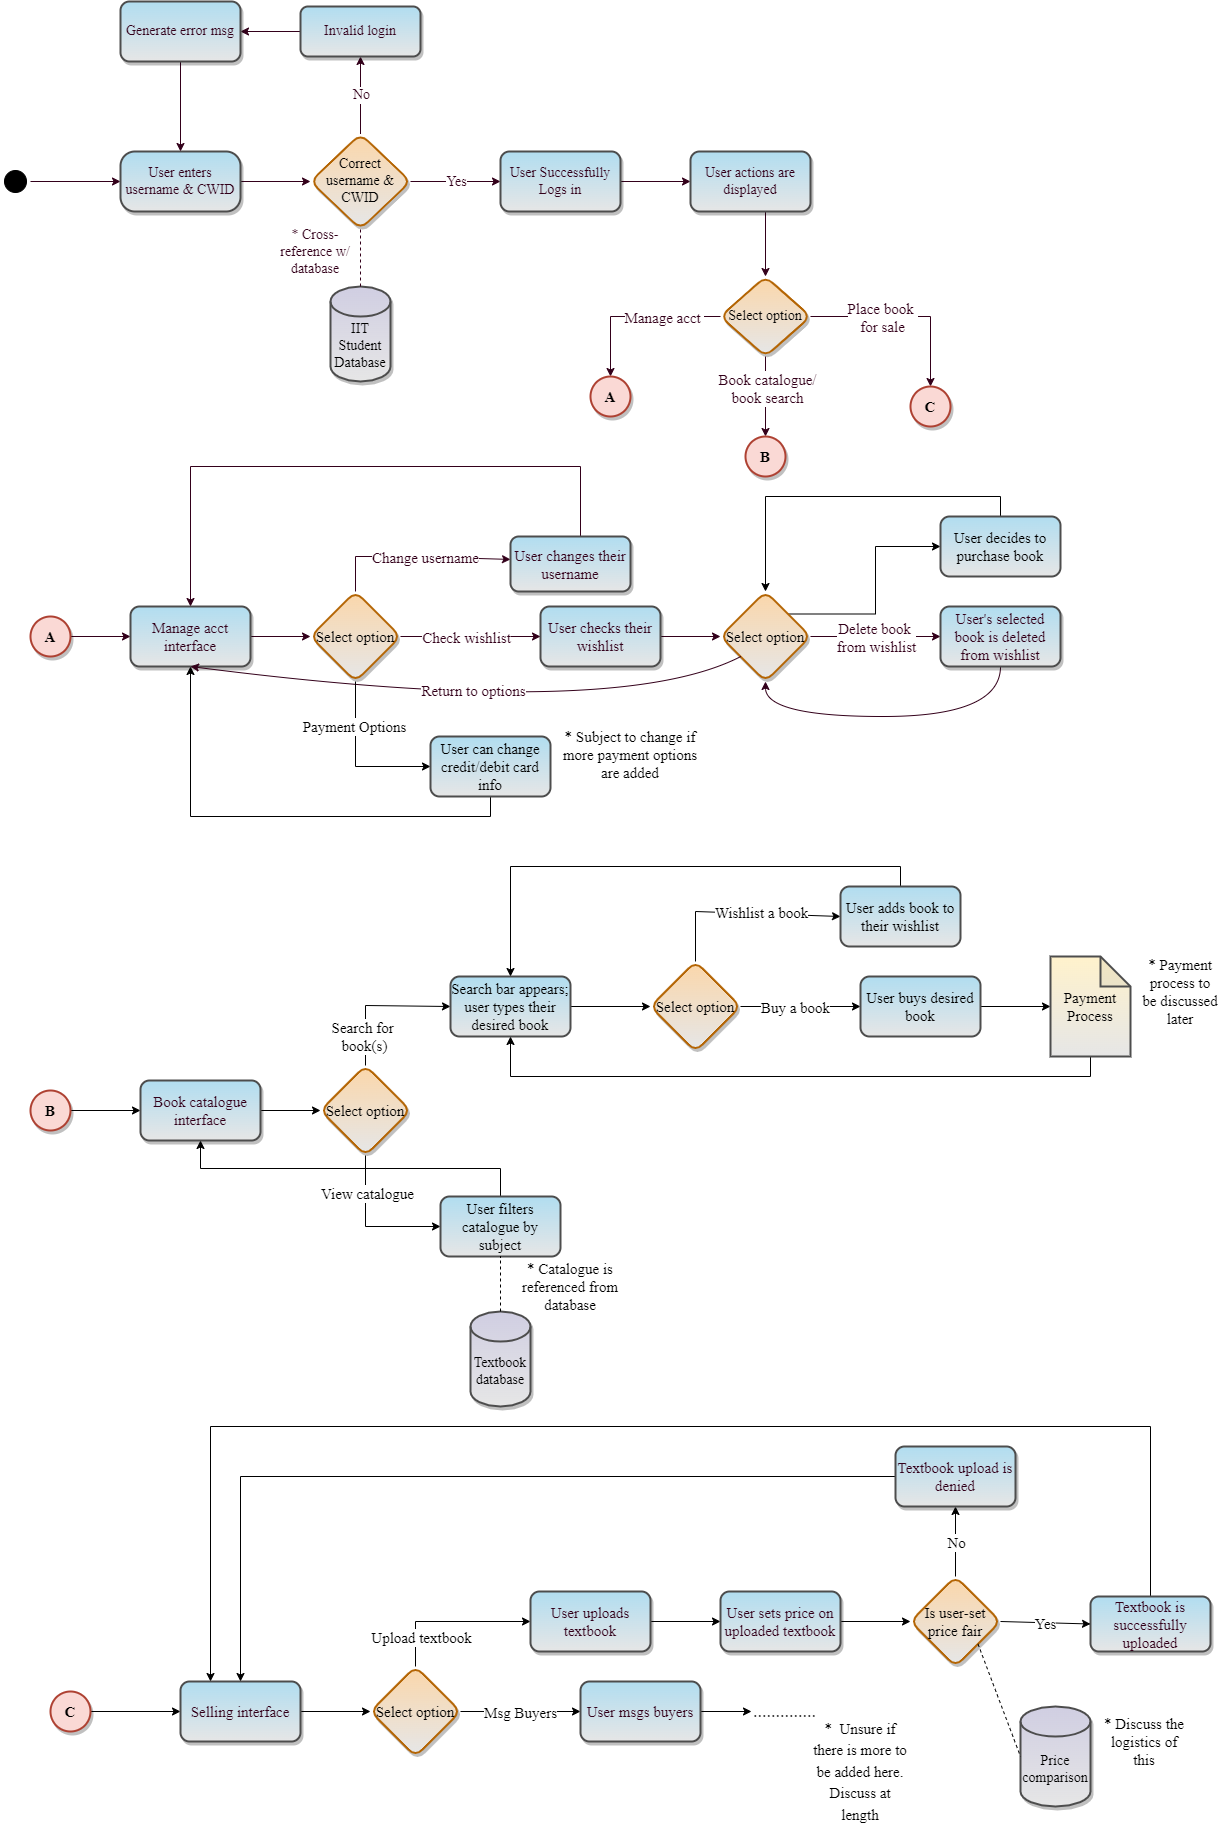 Generate error msg
Invalid login
No
User enters
username & CWID
Correct
username &
CWID
Yes
User Successfully
Logs in
User actions are
displayed
* Cross-
reference w/
database
IIT
Student
Database
Manage acct
Select option
Place book
for sale
Book catalogue/
book search
A
C
B
Change username
User changes their
username
User decides to
purchase book
A
Manage acct
interface
Select option
Check wishlist
User checks their
wishlist
Select option
Delete book
from wishlist
User's selected
book is deleted
from wishlist
Return to options
Payment Options
User can change
credit/debit card
info
* Subject to change if
more payment options
are added
Wishlist a book
User adds book to
their wishlist
Search bar appears;
user types their
desired book
Select option
Buy a book
User buys desired
book
Payment
Process
* Payment
process to
be discussed
later
Search for
book(s)
B
Book catalogue
interface
Select option
View catalogue
User filters
catalogue by
subject
* Catalogue is
referenced from
database
Textbook
database
Textbook upload is
denied
No
Upload textbook
User uploads
textbook
User sets price on
uploaded textbook
Is user-set
price fair
Yes
Textbook is
successfully
uploaded
C
Selling interface
Select option
Msg Buyers
User msgs buyers
..............
* Unsure if
there is more to
be added here.
Discuss at
length
Price
comparison
* Discuss the
logistics of
this